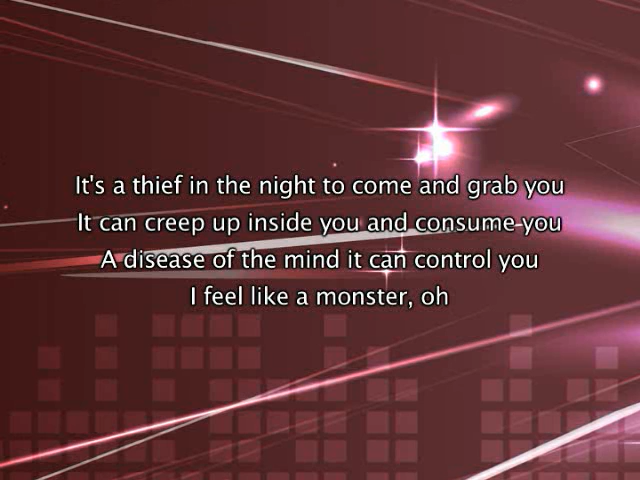 It's a thief in the night to come and grab you
It can creep up inside you and consume you
A disease of the mind it can control you
I feel like a monster, oh